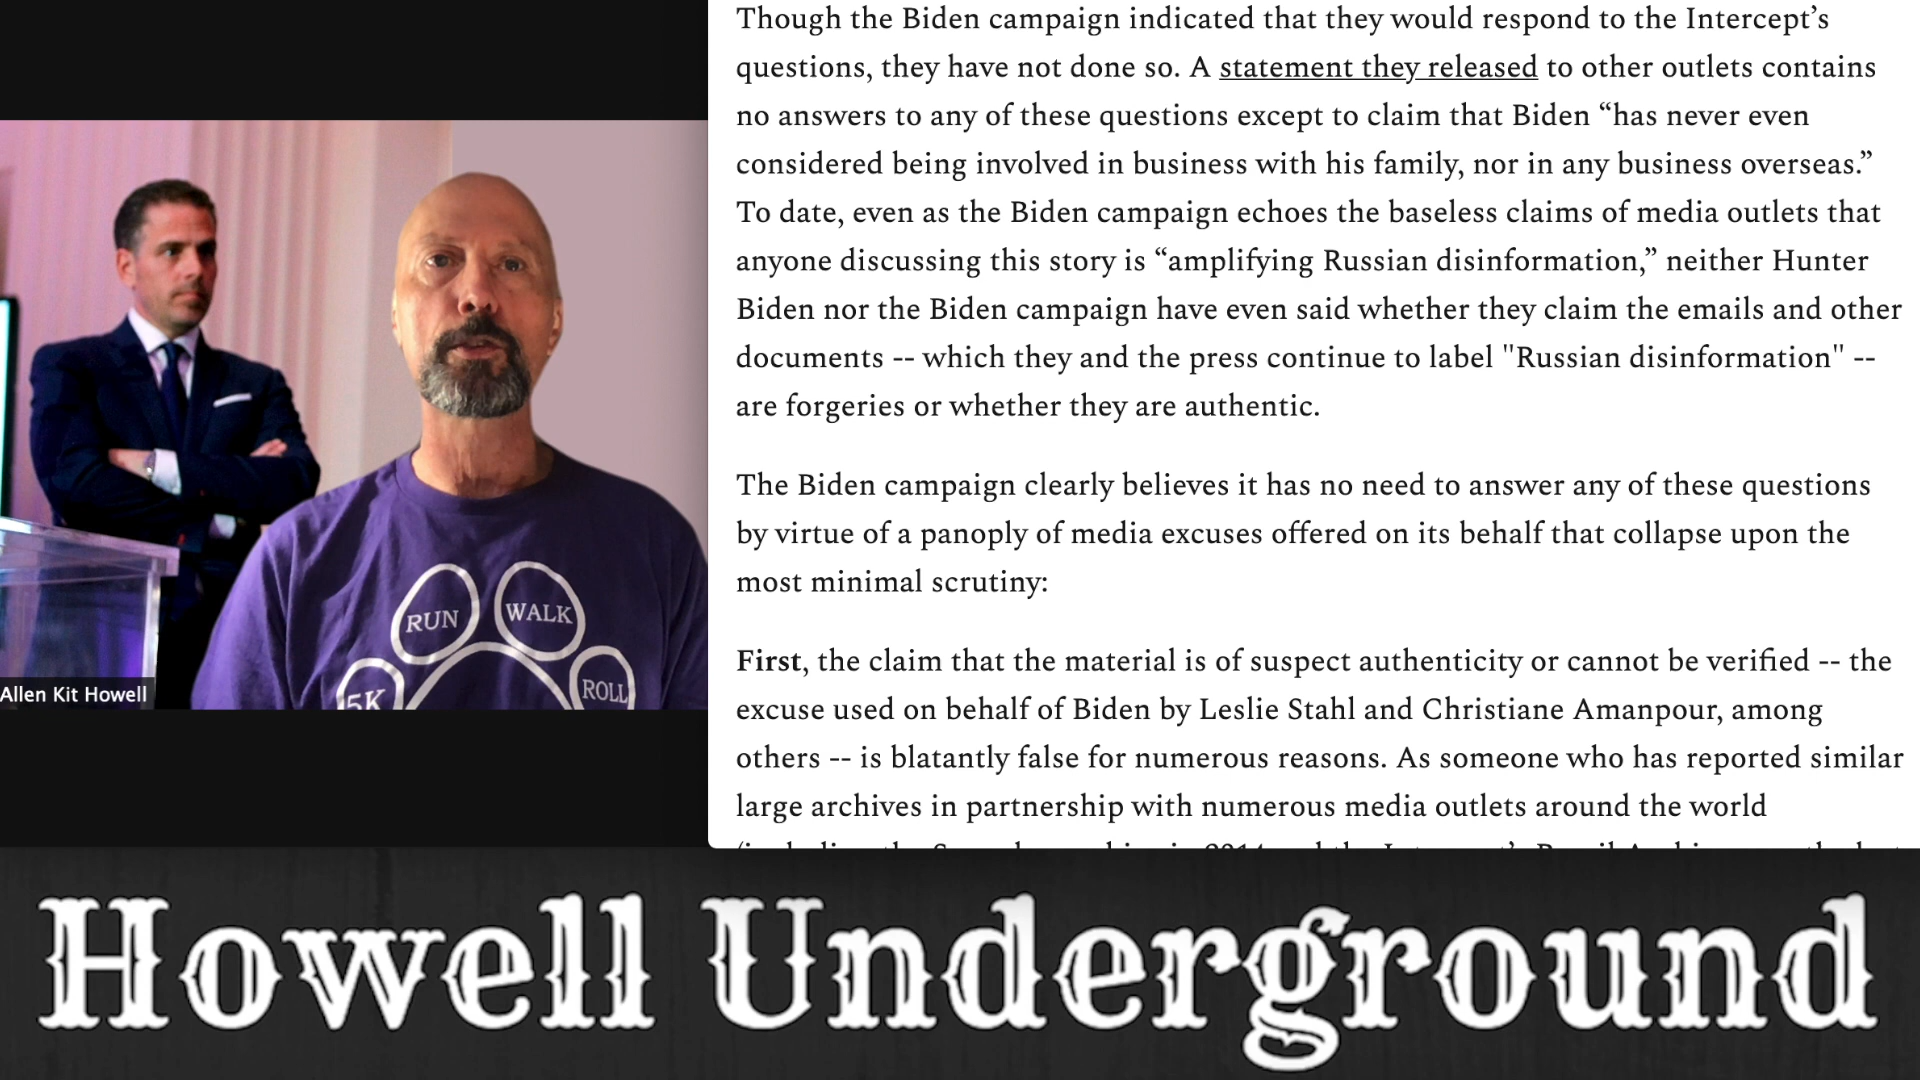 Though the Biden campaign indicated that they would respond to the Intercept’s
questions, they have not done so. A statement they released to other outlets contains
no answers to any of these questions except to claim that Biden “has never even
considered being involved in business with his family, nor in any business overseas.”
To date, even as the Biden campaign echoes the baseless claims of media outlets that
anyone discussing this story is “amplifying Russian disinformation,” neither Hunter
Biden nor the Biden campaign have even said whether they claim the emails and other
documents -- which they and the press continue to label "Russian disinformation" --
are forgeries or whether they are authentic.
The Biden campaign clearly believes it has no need to answer any of these questions
by virtue of a panoply of media excuses offered on its behalf that collapse upon the
most minimal scrutiny:
First, the claim that the material is of suspect authenticity or cannot be verified -- the
excuse used on behalf of Biden by Leslie Stahl and Christiane Amanpour, among
others -- is blatantly false for numerous reasons. As someone who has reported similar
large archives in partnership with numerous media outlets around the world
RUN
WALK
5K
ROLL
Allen Kit Howell
Howell Underground